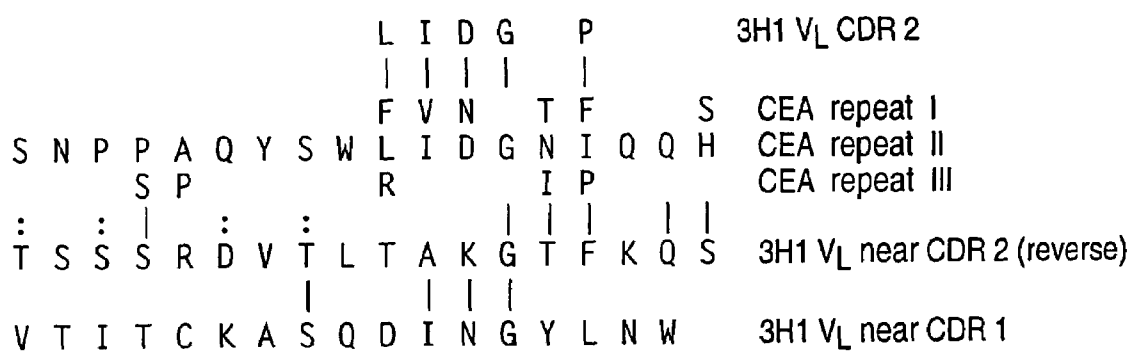 L I D G P 3H1 VL CDR 2
F V N T F S CEA repeat I
S N P P A Q Y S W L I D G N I Q Q H CEA repeat II
S P R I P CEA repeat III
T S S S R D V T L T A K G T F K Q S 3H1 VL near CDR 2 (reverse)
V T I T C K A S Q D I N G Y L N W 3H1 VL near CDR 1